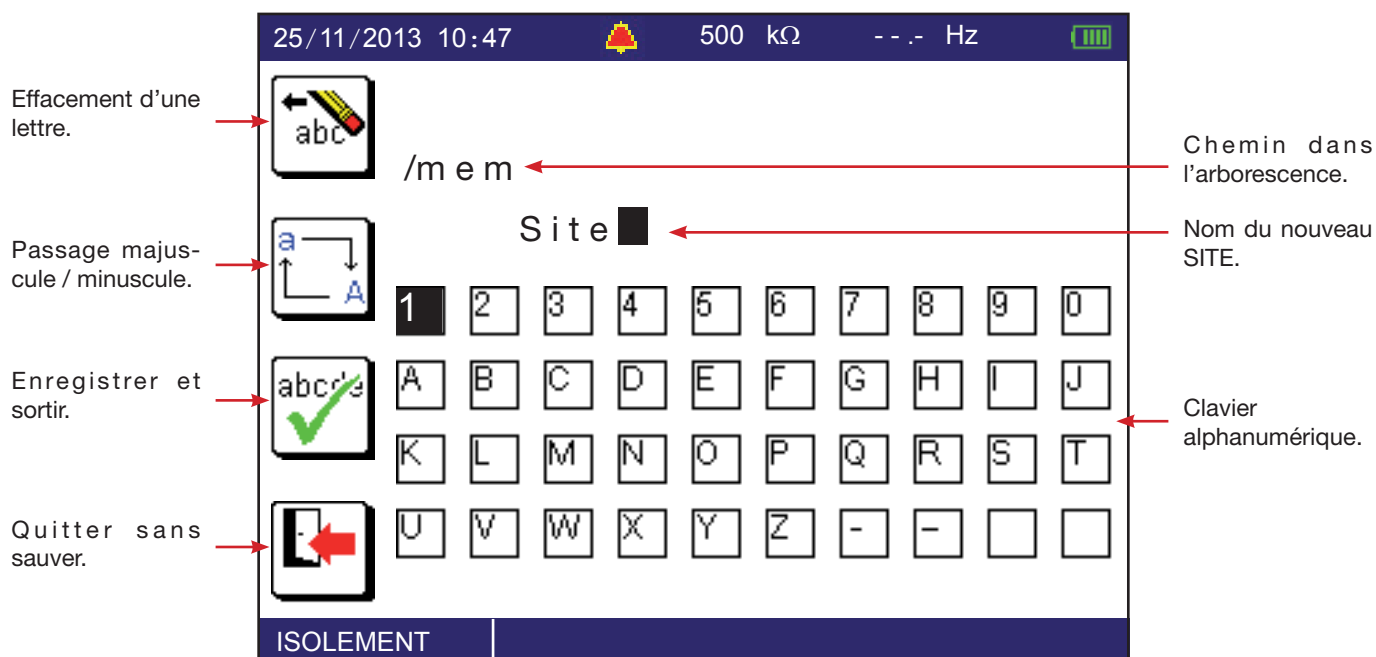 25/11/2013 10:47 500 kΩ - - .- Hz
Effacement d'une
lettre.
abc
/mem
Chemin dans
l'arborescence.
Site
Nom du nouveau
SITE.
Passage majus-
cule / minuscule.
a
A
1 2 3 4 5 6 7 8 9 0
Enregistrer et
sortir.
abcde
A B C D E F G H I J
Clavier
alphanumérique.
K L M N O P Q R S T
Quitter sans
sauver.
U V W X Y Z - –
ISOLEMENT